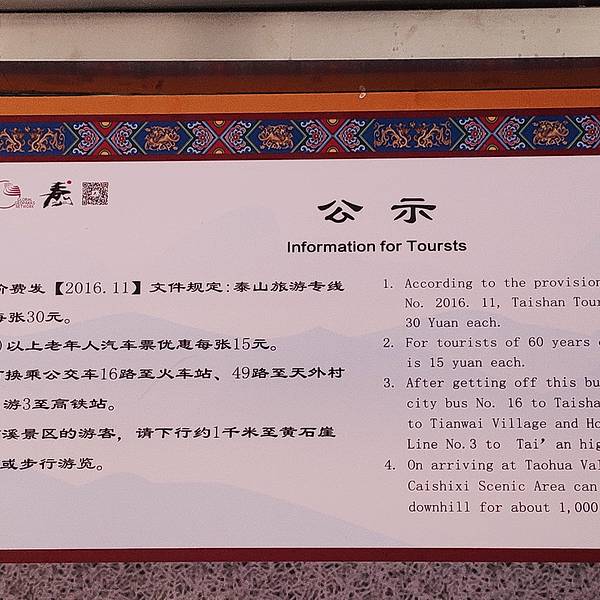 公示
Information for Toursts
价费发【2016.11】文件规定:泰山旅游专线
每张30元。
以上老年人汽车票优惠每张15元。
换乘公交车16路至火车站、49路至天外村
游3至高铁站。
溪景区的游客，请下行约1千米至黄石崖
或步行游览。
1. According to the provision
No. 2016. 11, Taishan Tour
30 Yuan each.
2. For tourists of 60 years
is 15 yuan each.
3. After getting off this bu
city bus No. 16 to Taisha
to Tianwai Village and Ho
Line No.3 to Tai’an hig
4. On arriving at Taohua Val
Caishixi Scenic Area can
downhill for about 1,000